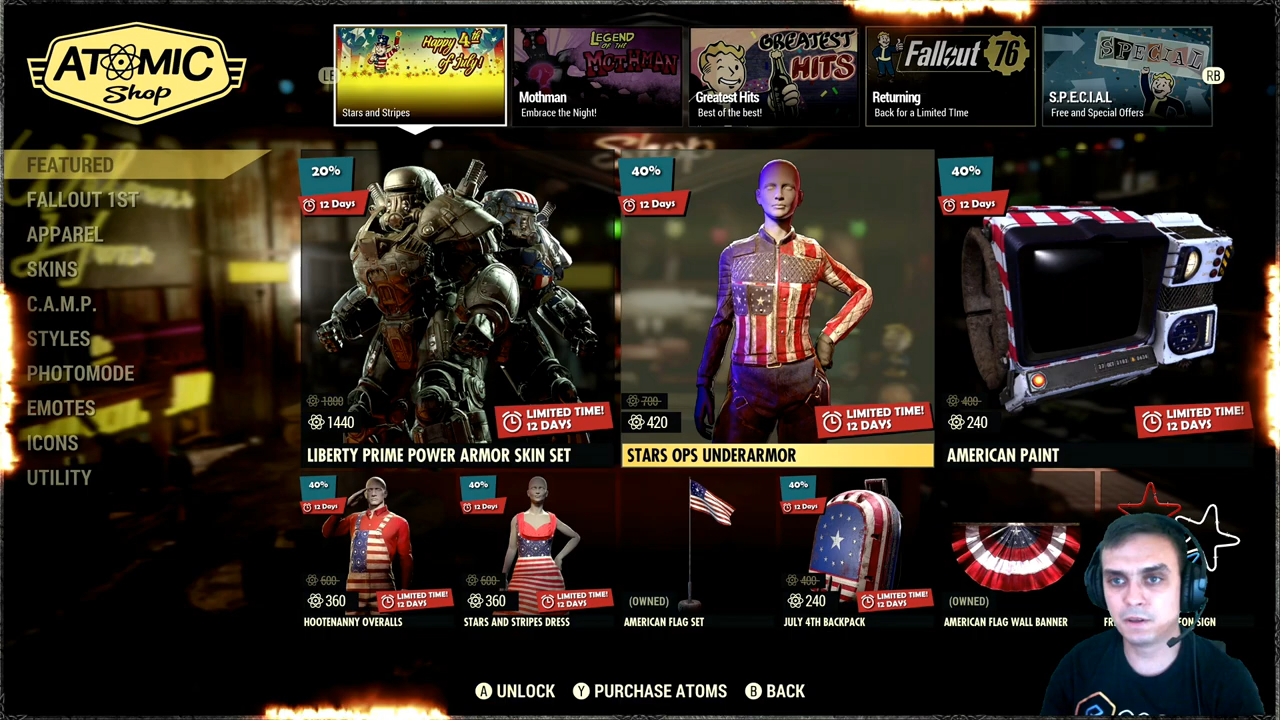 ATOMIC
Shop
Happy 4th
of July!
Stars and Stripes
LEGEND
OF THE
MOTHMAN
Mothman
Embrace the Night!
GREATEST
HITS
Greatest Hits
Best of the best!
Fallout 76
Returning
Back for a Limited TIme
SPECIAL
S.P.E.C.I.A.L
Free and Special Offers
RB
FEATURED
FALLOUT 1ST
APPAREL
SKINS
C.A.M.P.
STYLES
PHOTOMODE
EMOTES
ICONS
UTILITY
20%
12 Days
1800
1440
LIMITED TIME!
12 DAYS
LIBERTY PRIME POWER ARMOR SKIN SET
40%
12 Days
700
420
LIMITED TIME!
12 DAYS
STARS OPS UNDERARMOR
40%
12 Days
400
240
LIMITED TIME!
12 DAYS
AMERICAN PAINT
40%
12 Days
600
360
LIMITED TIME!
12 DAYS
HOOTENANNY OVERALLS
40%
12 Days
600
360
LIMITED TIME!
12 DAYS
STARS AND STRIPES DRESS
(OWNED)
AMERICAN FLAG SET
40%
12 Days
400
240
LIMITED TIME!
12 DAYS
JULY 4TH BACKPACK
(OWNED)
AMERICAN FLAG WALL BANNER
SIGN
A UNLOCK
Y PURCHASE ATOMS
B BACK